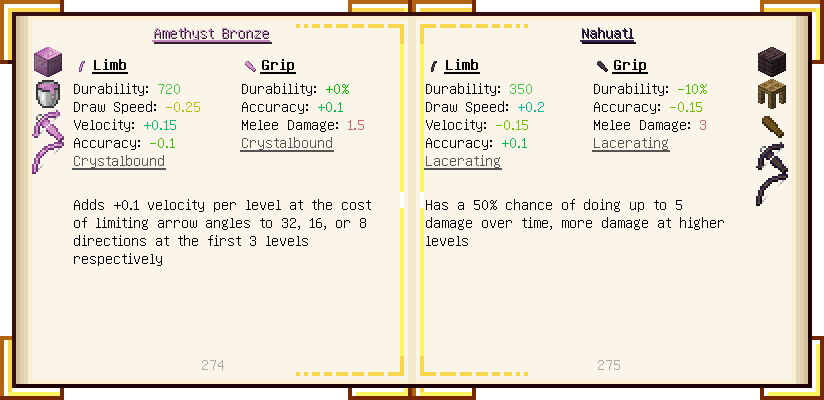 Amethyst Bronze
Limb
Durability: 720
Draw Speed: -0.25
Velocity: +0.15
Accuracy: -0.1
Crystalbound
Grip
Durability: +0%
Accuracy: +0.1
Melee Damage: 1.5
Crystalbound
Adds +0.1 velocity per level at the cost
of limiting arrow angles to 32, 16, or 8
directions at the first 3 levels
respectively
274
Nahuatl
Limb
Durability: 350
Draw Speed: +0.2
Velocity: -0.15
Accuracy: +0.1
Lacerating
Grip
Durability: -10%
Accuracy: -0.15
Melee Damage: 3
Lacerating
Has a 50% chance of doing up to 5
damage over time, more damage at higher
levels
275